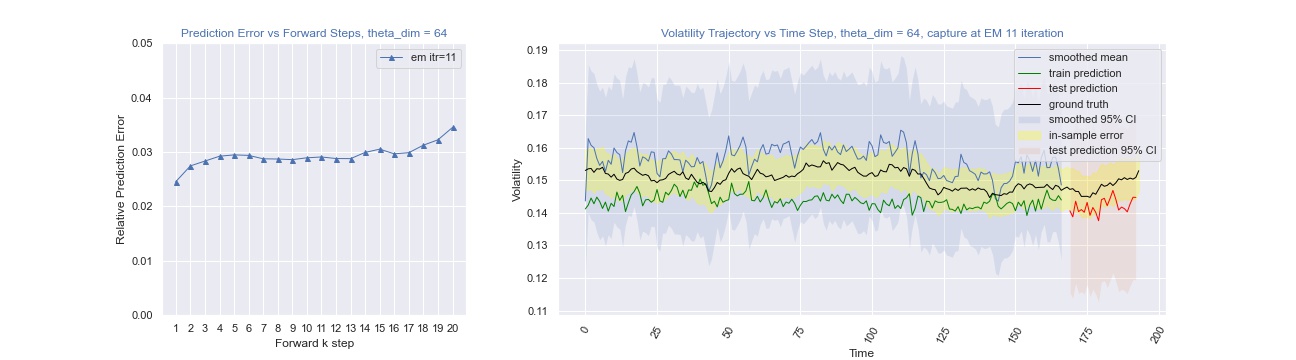 Prediction Error vs Forward Steps, theta_dim = 64
0.05
0.04
0.03
0.02
0.01
0.00
Relative Prediction Error
em itr=11
1 2 3 4 5 6 7 8 9 10 11 12 13 14 15 16 17 18 19 20
Forward k step
Volatility Trajectory vs Time Step, theta_dim = 64, capture at EM 11 iteration
0.19
0.18
0.17
0.16
0.15
0.14
0.13
0.12
0.11
Volatility
smoothed mean
train prediction
test prediction
ground truth
smoothed 95% CI
in-sample error
test prediction 95% CI
0 25 50 75 100 125 150 175 200
Time